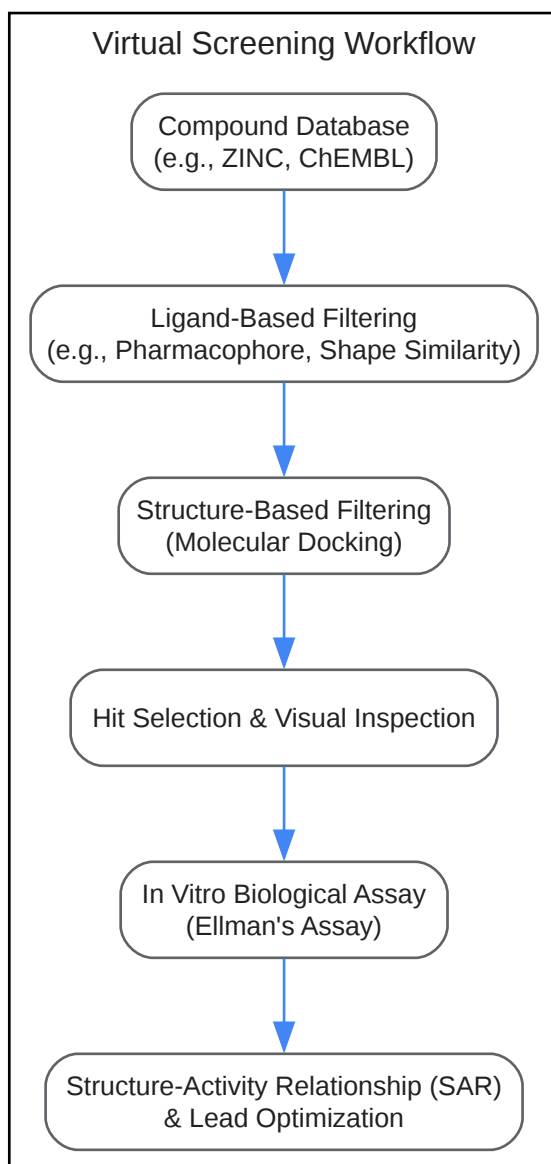 Virtual Screening Workflow
Compound Database
(e.g., ZINC, ChEMBL)
Ligand-Based Filtering
(e.g., Pharmacophore, Shape Similarity)
Structure-Based Filtering
(Molecular Docking)
Hit Selection & Visual Inspection
In Vitro Biological Assay
(Ellman's Assay)
Structure-Activity Relationship (SAR)
& Lead Optimization